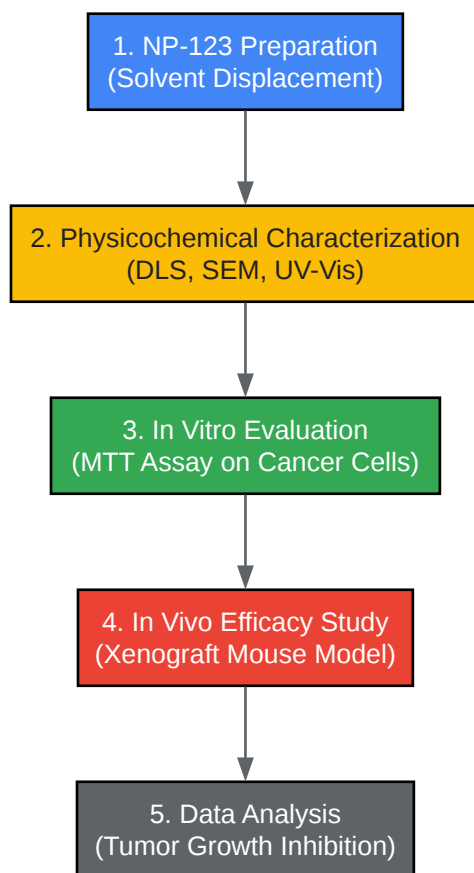 1. NP-123 Preparation
(Solvent Displacement)
2. Physicochemical Characterization
(DLS, SEM, UV-Vis)
3. In Vitro Evaluation
(MTT Assay on Cancer Cells)
4. In Vivo Efficacy Study
(Xenograft Mouse Model)
5. Data Analysis
(Tumor Growth Inhibition)